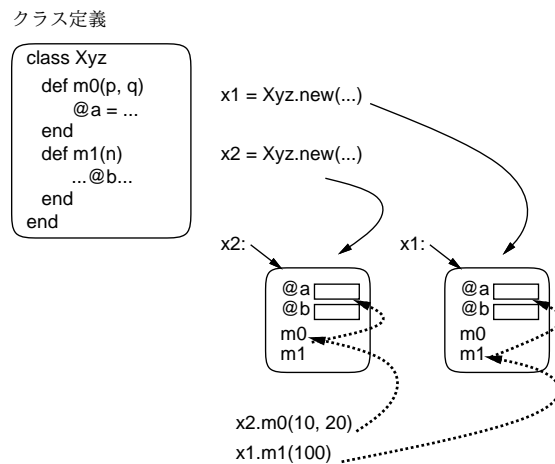 クラス定義
class Xyz
def m0(p, q)
@a = ...
end
def m1(n)
...@b...
end
end
x1 = Xyz.new(...)
x2 = Xyz.new(...)
x2:
x1:
@a
@b
m0
m1
@a
@b
m0
m1
x2.m0(10, 20)
x1.m1(100)